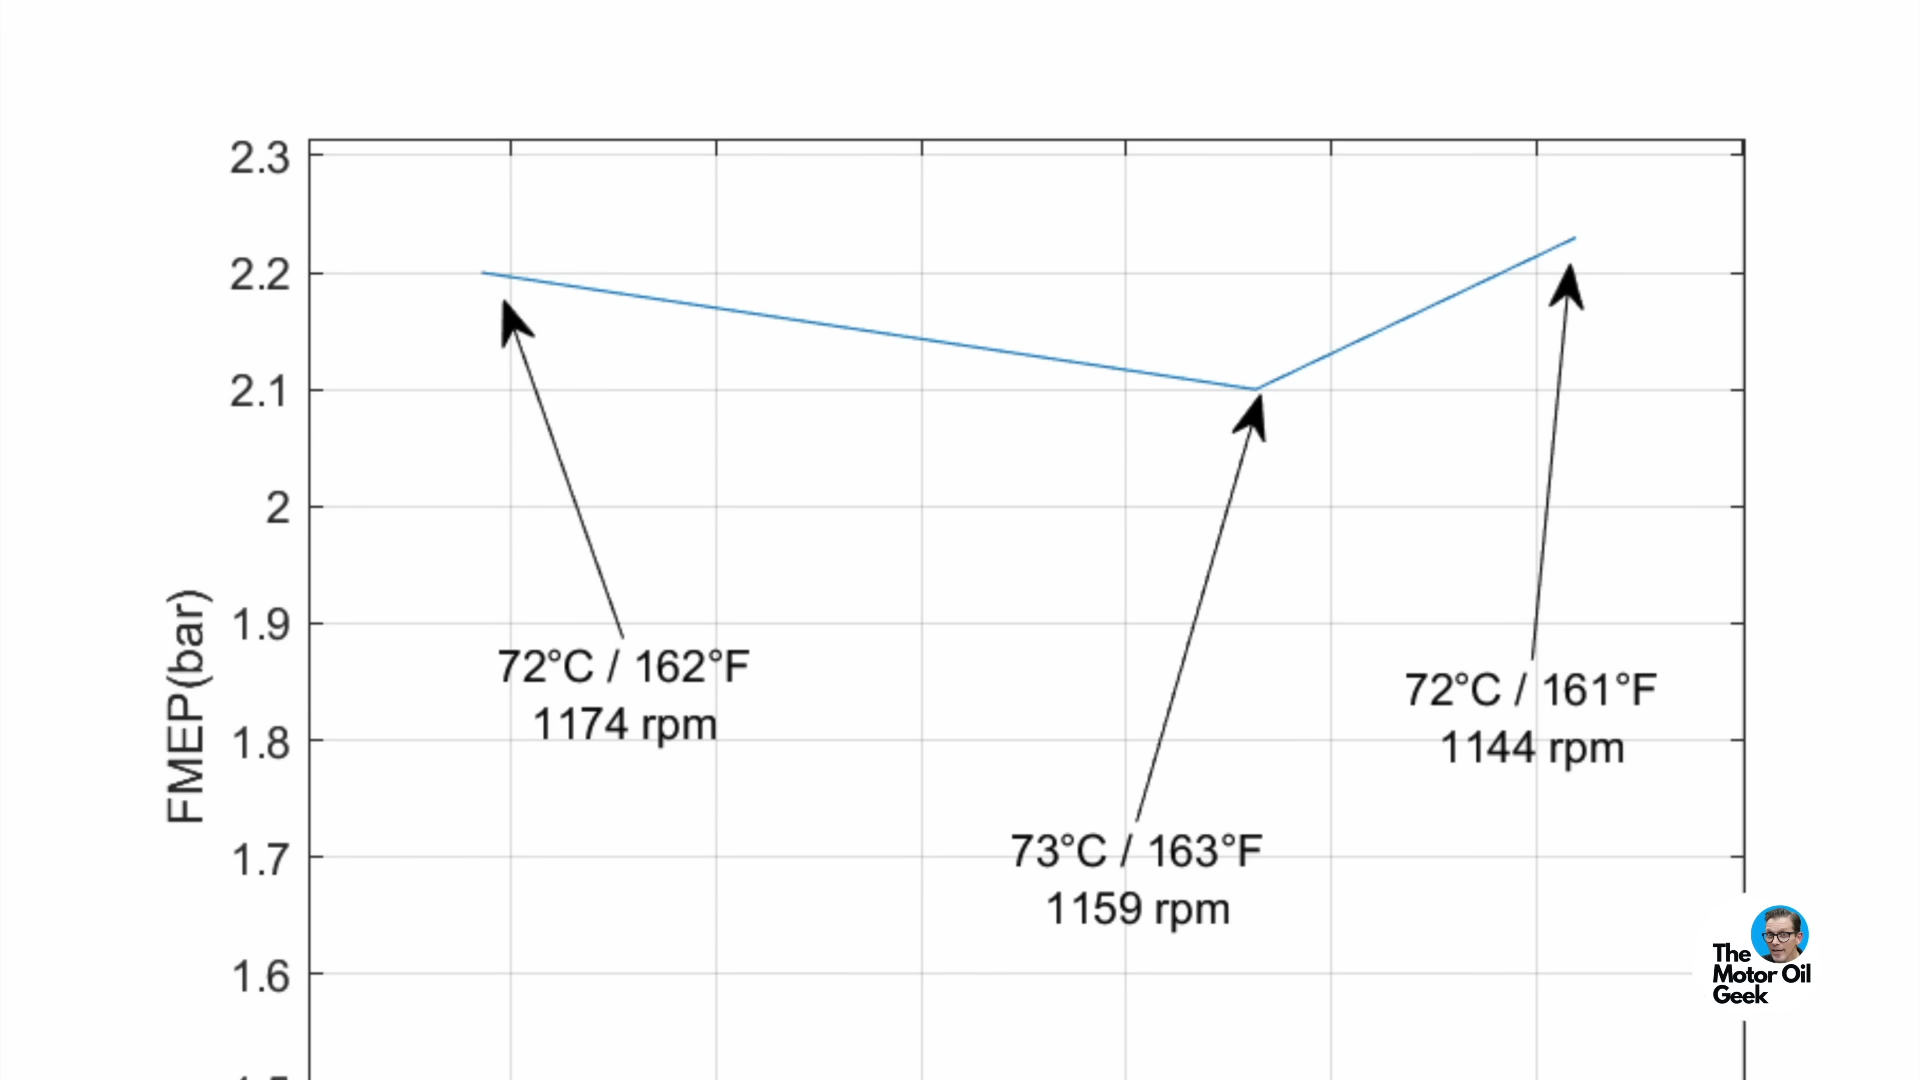 2.3
2.2
2.1
2
1.9
1.8
1.7
1.6
FMEP(bar)
72°C / 162°F
1174 rpm
73°C / 163°F
1159 rpm
72°C / 161°F
1144 rpm
The
Motor Oil
Geek